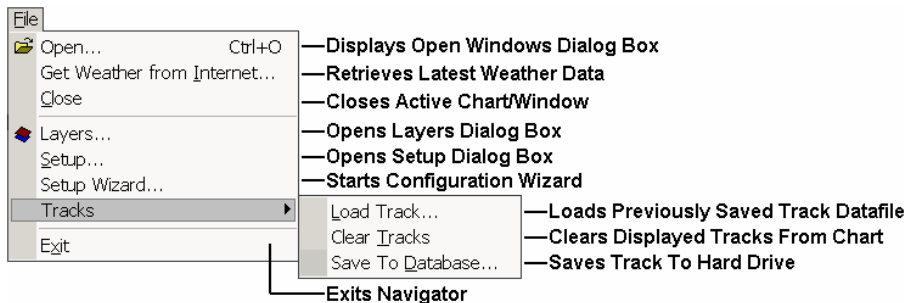 File
Open... Ctrl+O Displays Open Windows Dialog Box
Get Weather from Internet... Retrieves Latest Weather Data
Close Closes Active Chart/Window
Layers... Opens Layers Dialog Box
Setup... Opens Setup Dialog Box
Setup Wizard... Starts Configuration Wizard
Tracks
Load Track... Loads Previously Saved Track Datafile
Clear Tracks Clears Displayed Tracks From Chart
Save To Database... Saves Track To Hard Drive
Exit
Exits Navigator